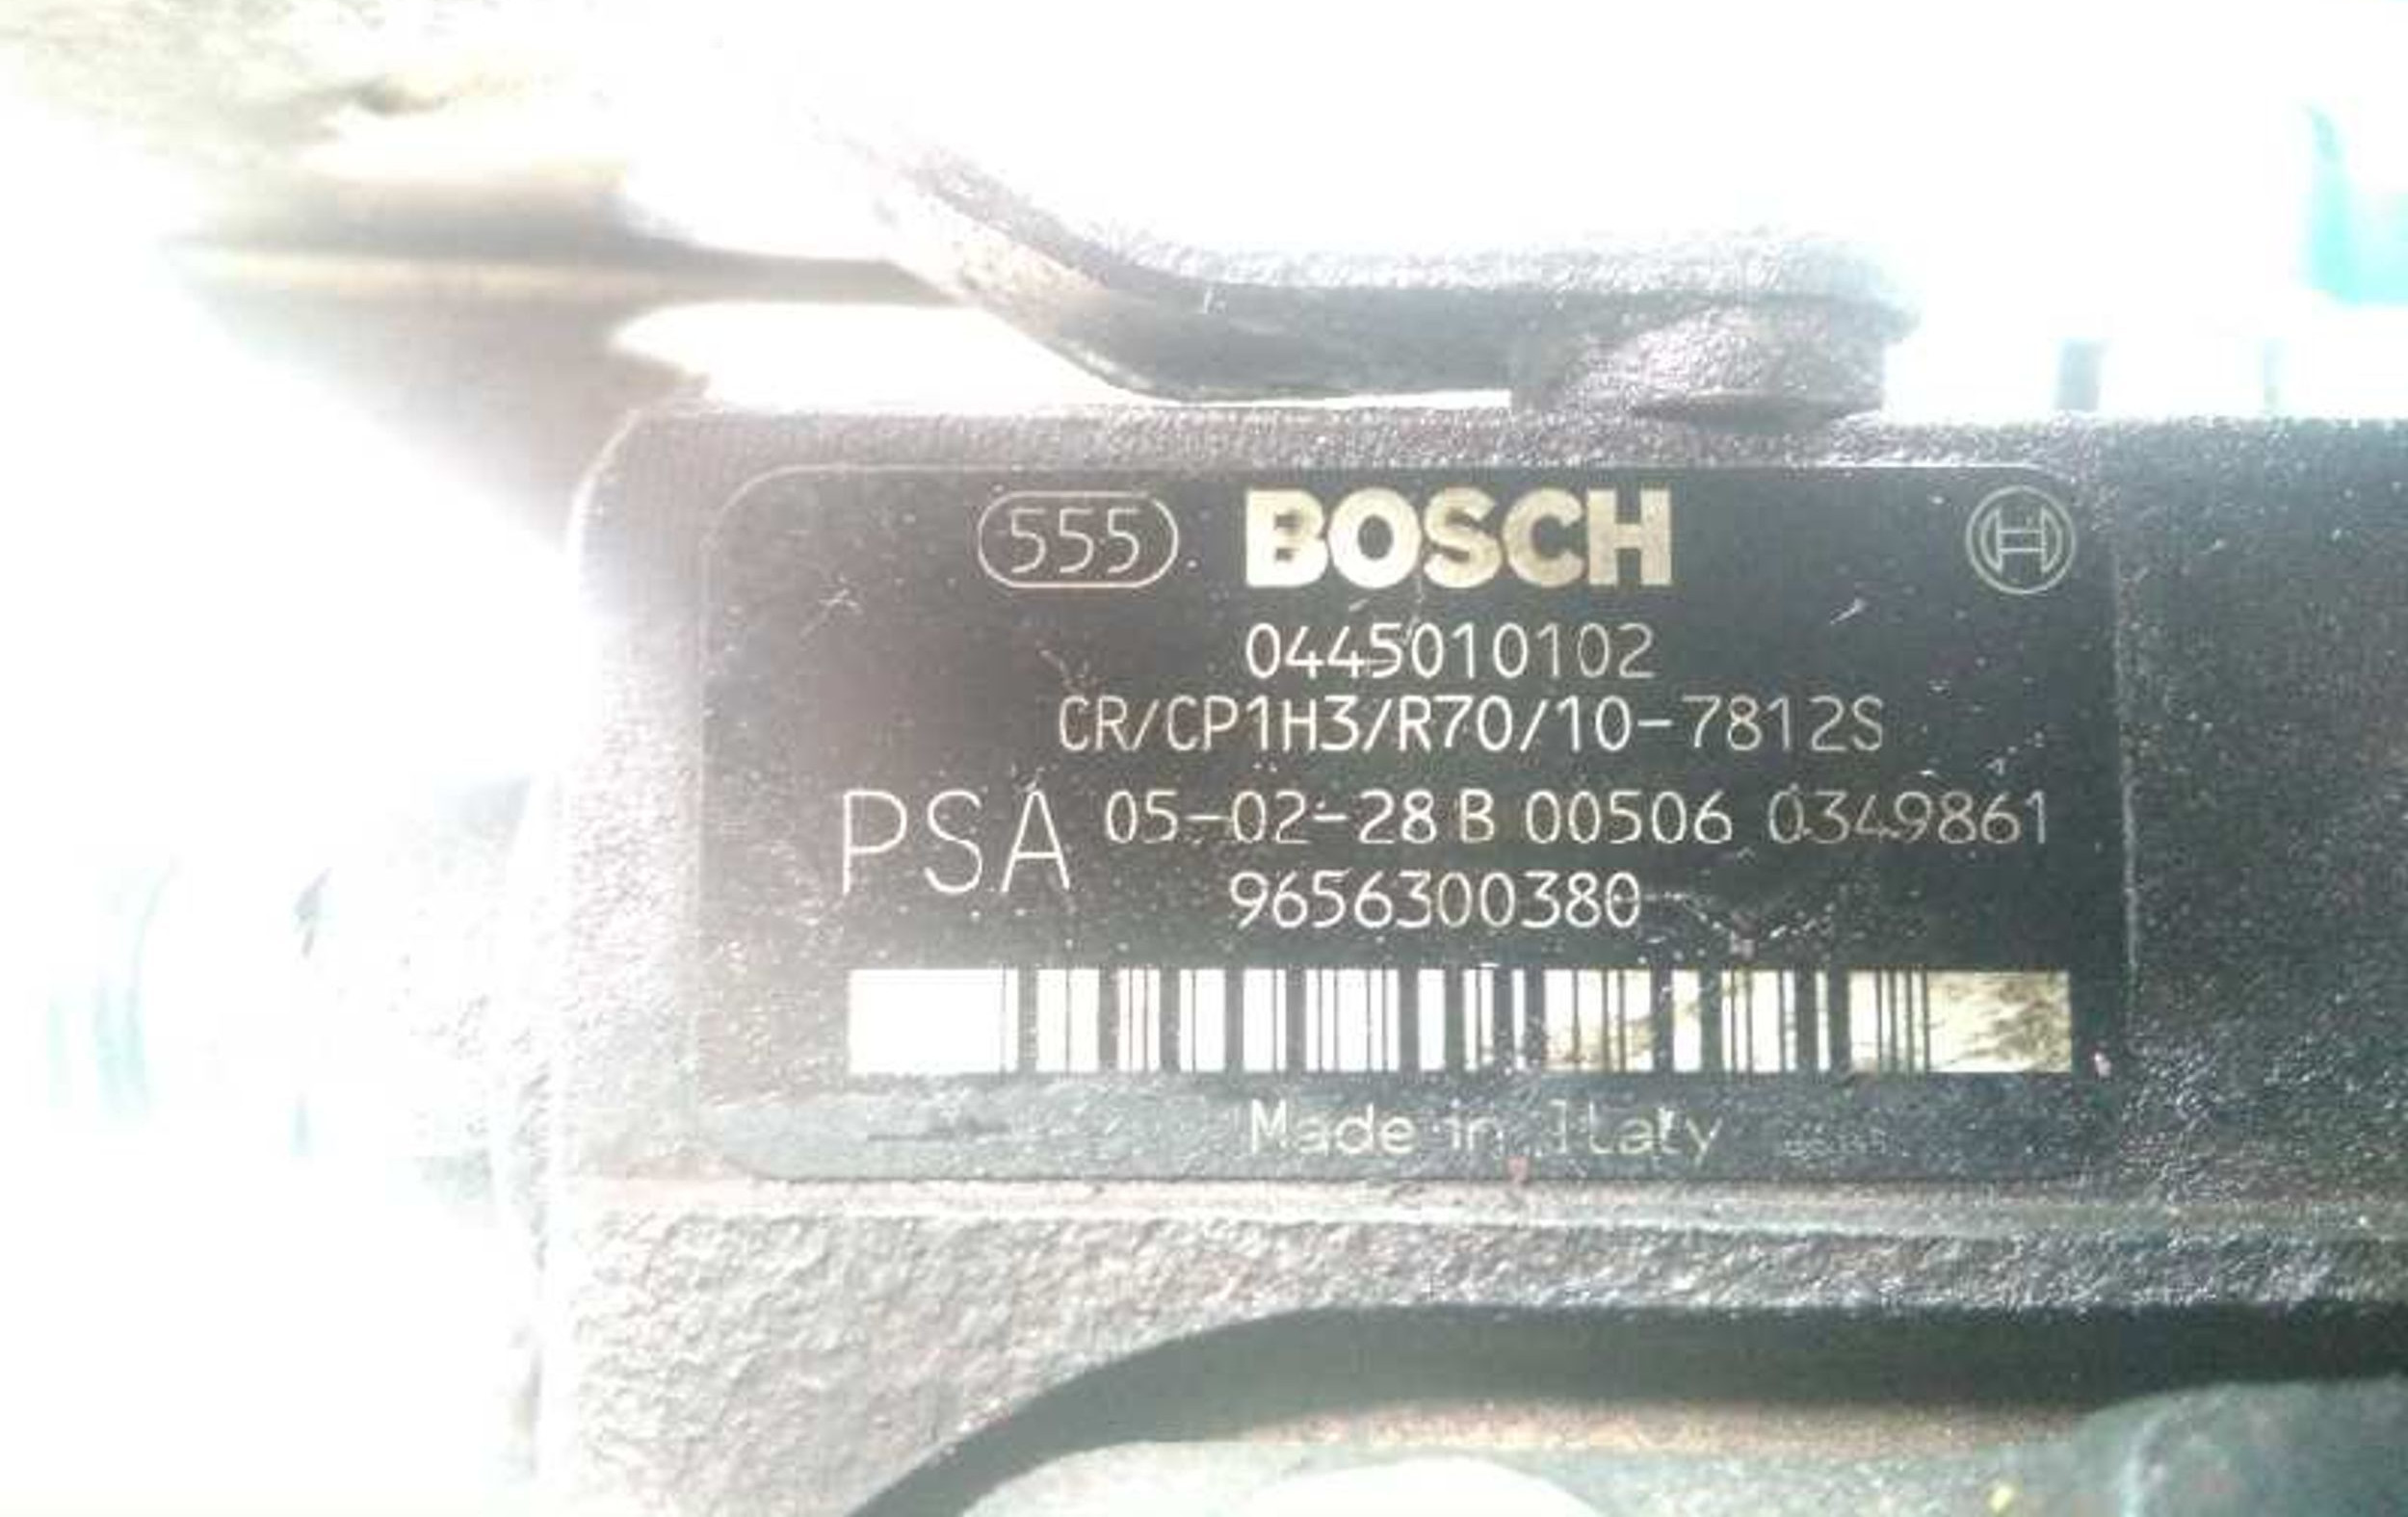 555 BOSCH
0445010102
CR/CP1H3/R70/10-7812S
PSA 05-02-28 B 00506 0349861
9656300380
Made in Italy